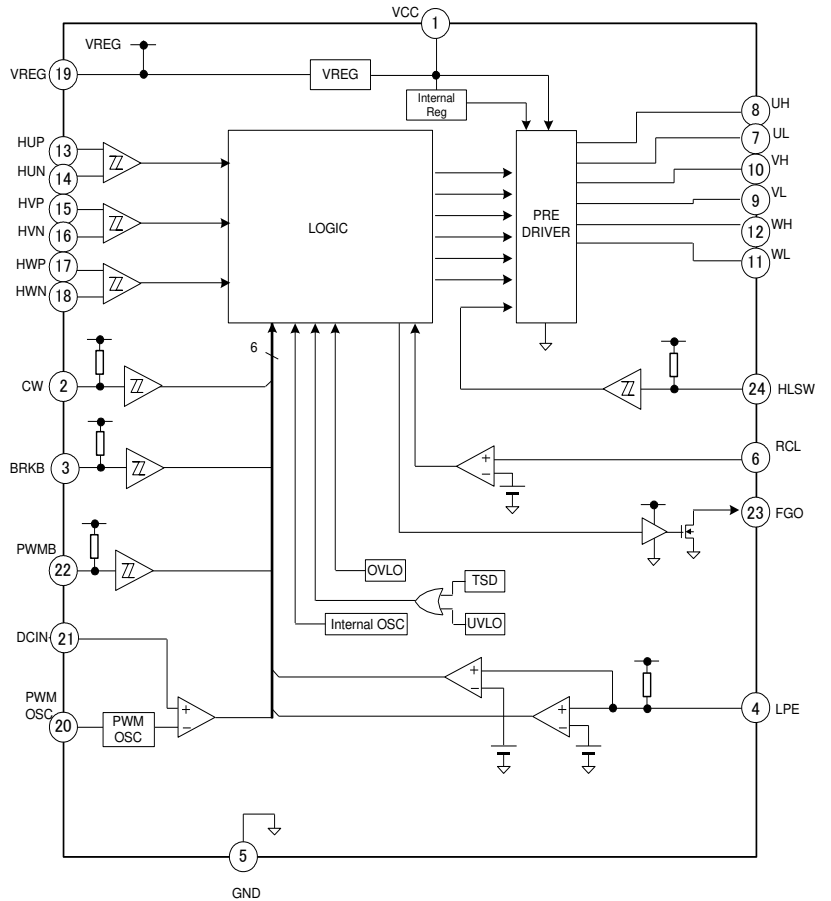 VCC
1
VREG
VREG 19
VREG
Internal
Reg
8 UH
7 UL
10 VH
9 VL
12 WH
11 WL
HUP
13
HUN
14
HVP
15
HVN
16
HWP
17
HWN
18
LOGIC
PRE
DRIVER
6
CW 2
24 HLSW
BRKB 3
+
−
RCL
6
23 FGO
PWMB
22
OVLO
TSD
Internal OSC
UVLO
DCIN 21
PWM
OSC
20
PWM
OSC
+
−
+
−
+
−
4 LPE
5
GND